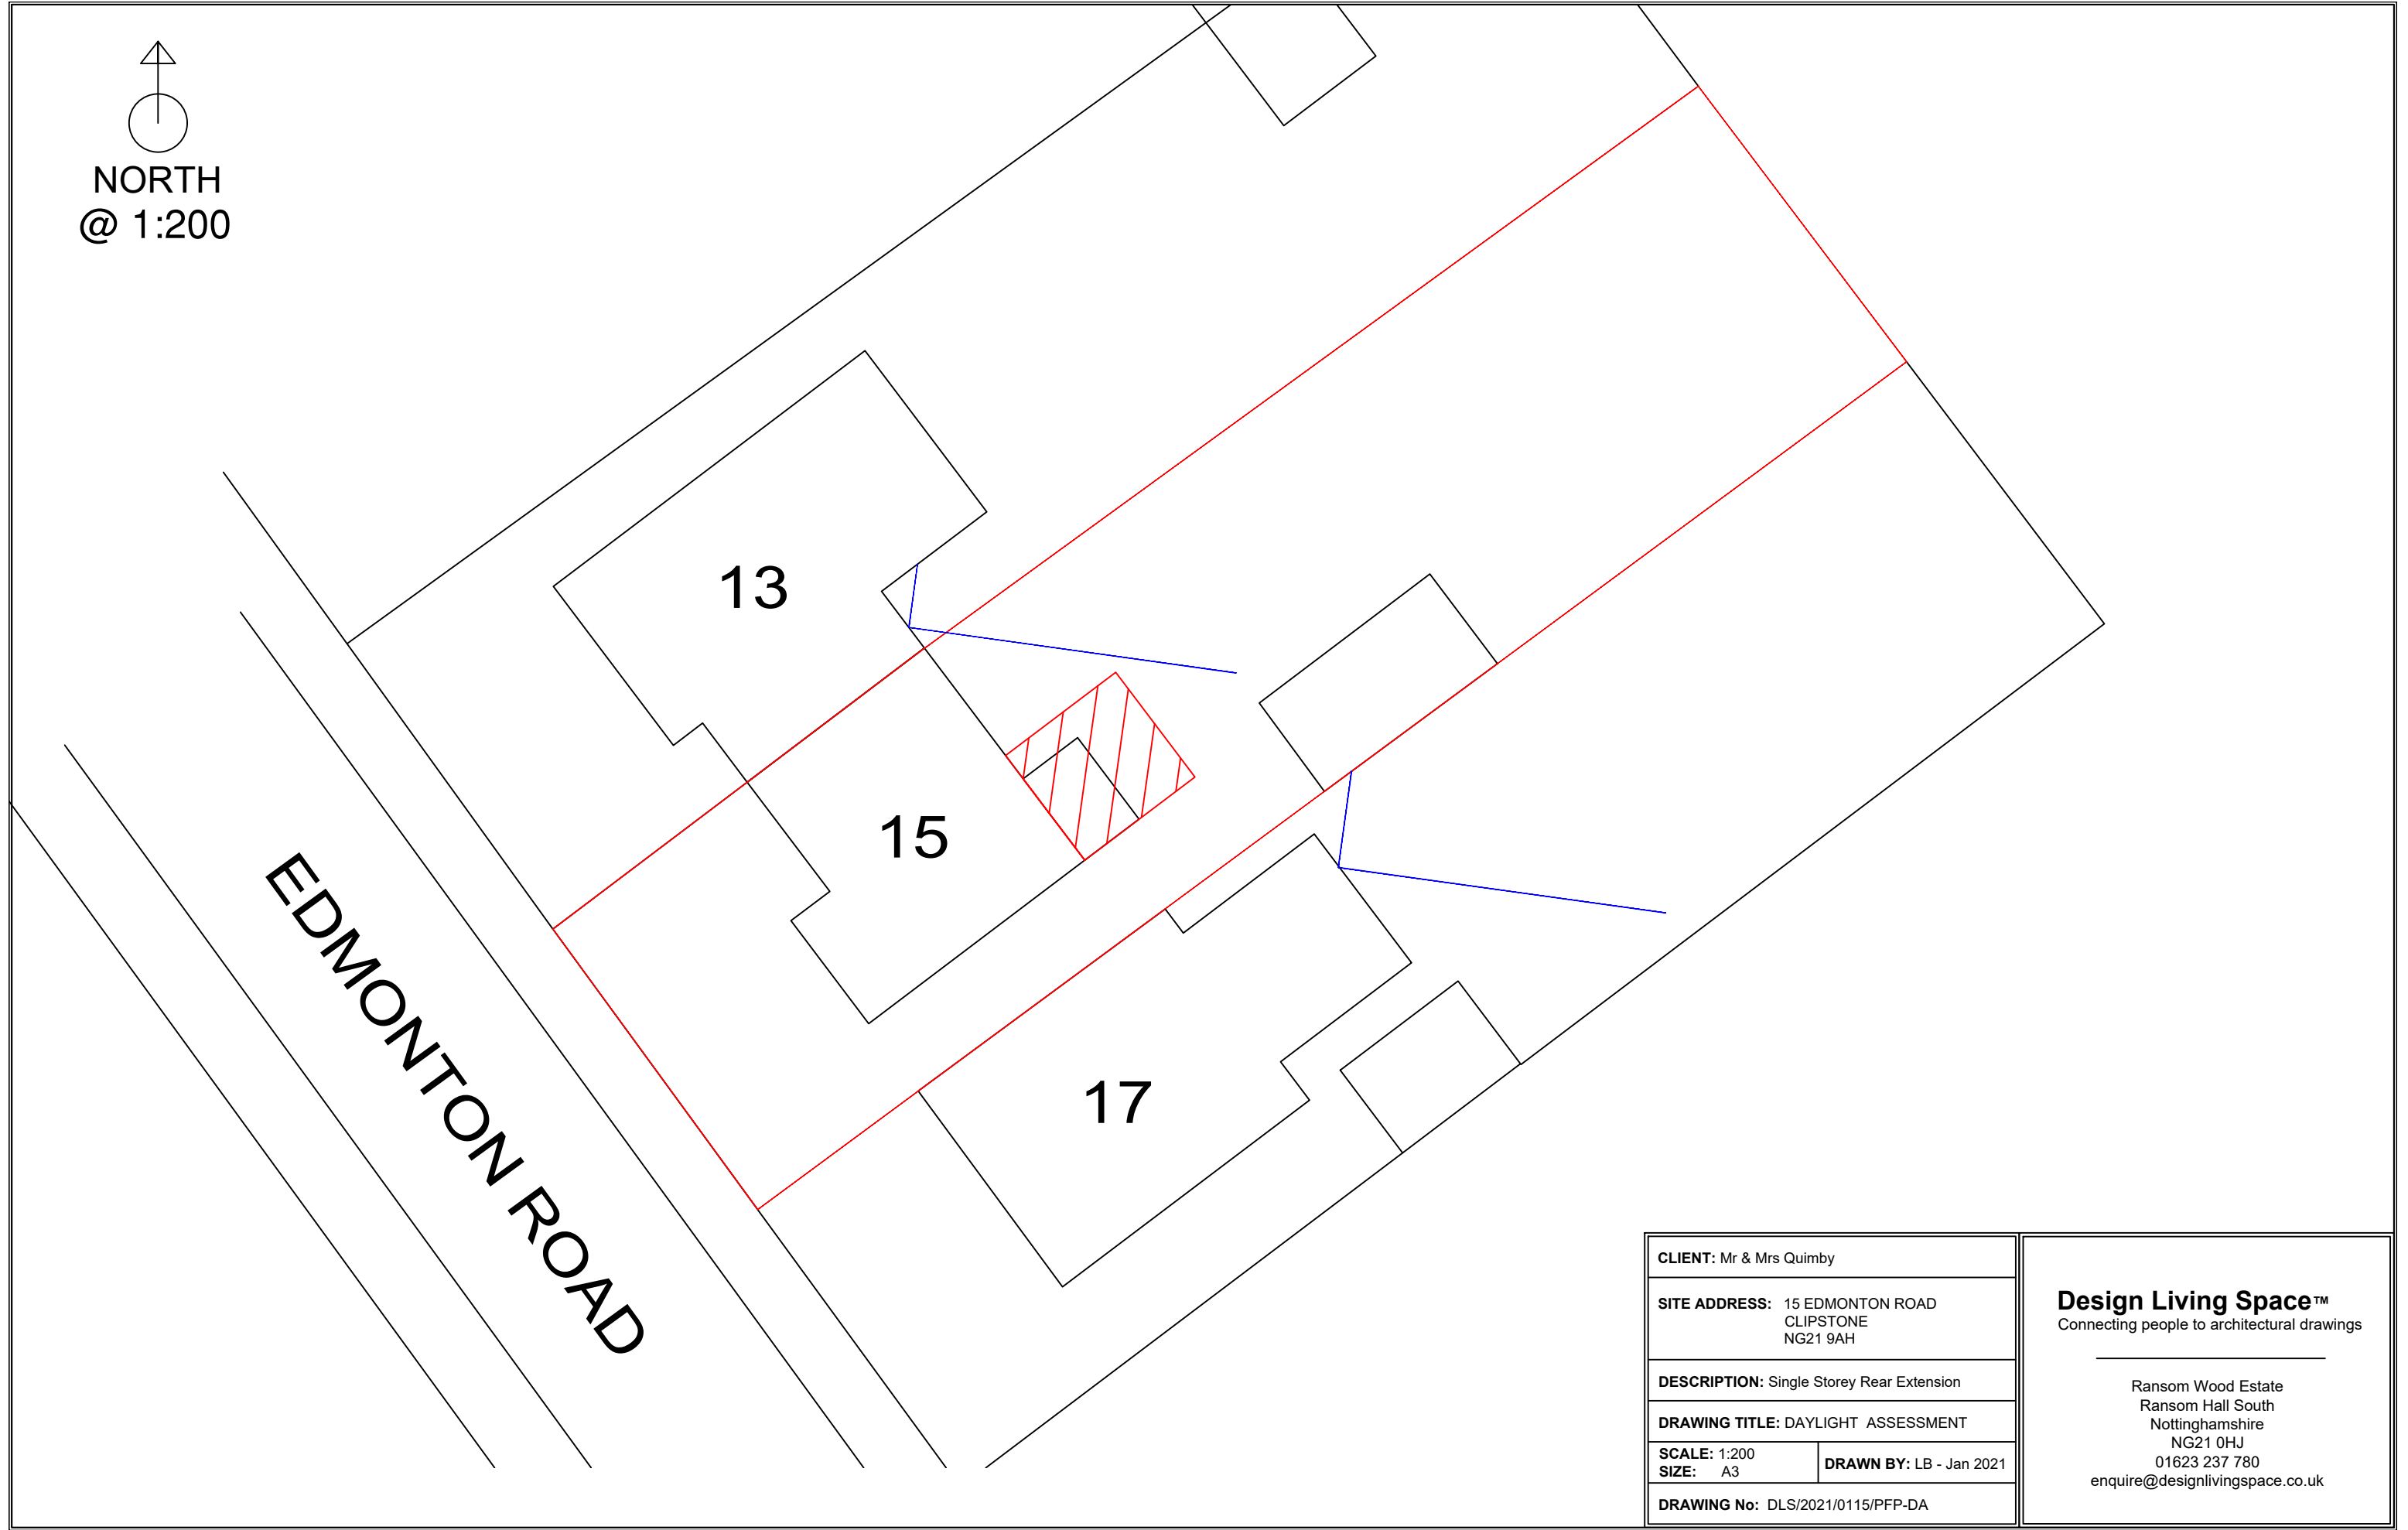 NORTH
@ 1:200
13
15
17
EDMONTON ROAD
CLIENT: Mr & Mrs Quimby
SITE ADDRESS: 15 EDMONTON ROAD
CLIPSTONE
NG21 9AH
DESCRIPTION: Single Storey Rear Extension
DRAWING TITLE: DAYLIGHT ASSESSMENT
SCALE: 1:200
SIZE: A3
DRAWN BY: LB - Jan 2021
DRAWING No: DLS/2021/0115/PFP-DA
Design Living Space™
Connecting people to architectural drawings
Ransom Wood Estate
Ransom Hall South
Nottinghamshire
NG21 0HJ
01623 237 780
enquire@designlivingspace.co.uk